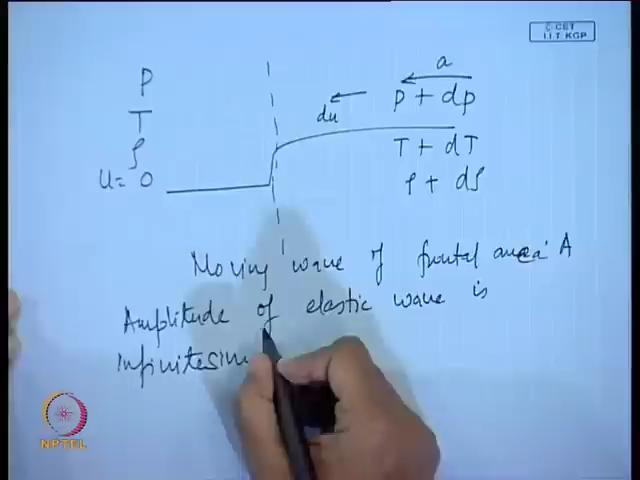 © CET
I.I.T KGP
a
P
p + dp
du
T
T + dT
ρ
ρ + dρ
u = 0
Moving wave of frontal area 'A
Amplitude of elastic wave is
Infinitesim
NPTEL